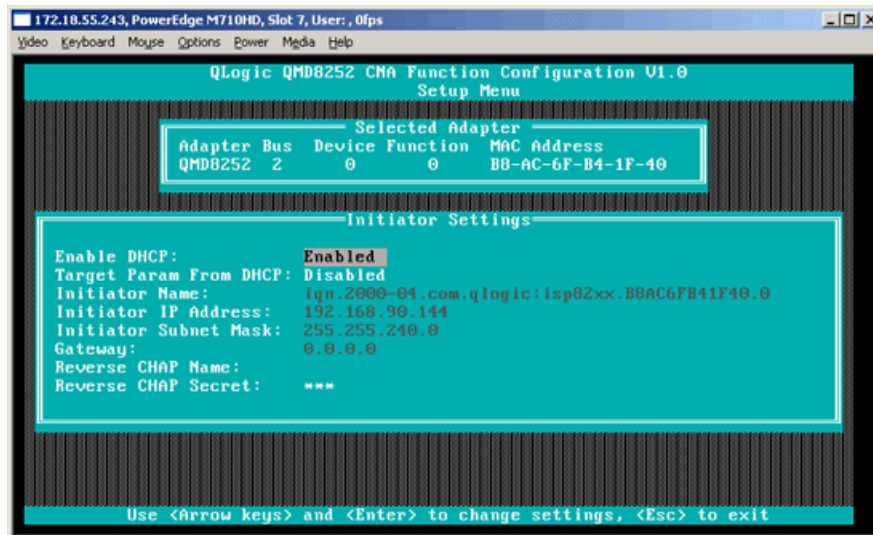 172.18.55.243, PowerEdge M710HD, Slot 7, User: , 0fps
Video Keyboard Mouse Options Power Media Help
QLogic QMD8252 CNA Function Configuration V1.0
Setup Menu
Selected Adapter
Adapter Bus Device Function MAC Address
QMD8252 2 0 0 B8-AC-6F-B4-1F-40
Initiator Settings
Enable DHCP: Enabled
Target Param From DHCP: Disabled
Initiator Name: iqn.2000-04.com.qlogic:isp82xx.B8AC6FB41F40.0
Initiator IP Address: 192.168.90.144
Initiator Subnet Mask: 255.255.240.0
Gateway: 0.0.0.0
Reverse CHAP Name:
Reverse CHAP Secret: ***
Use <Arrow keys> and <Enter> to change settings, <Esc> to exit